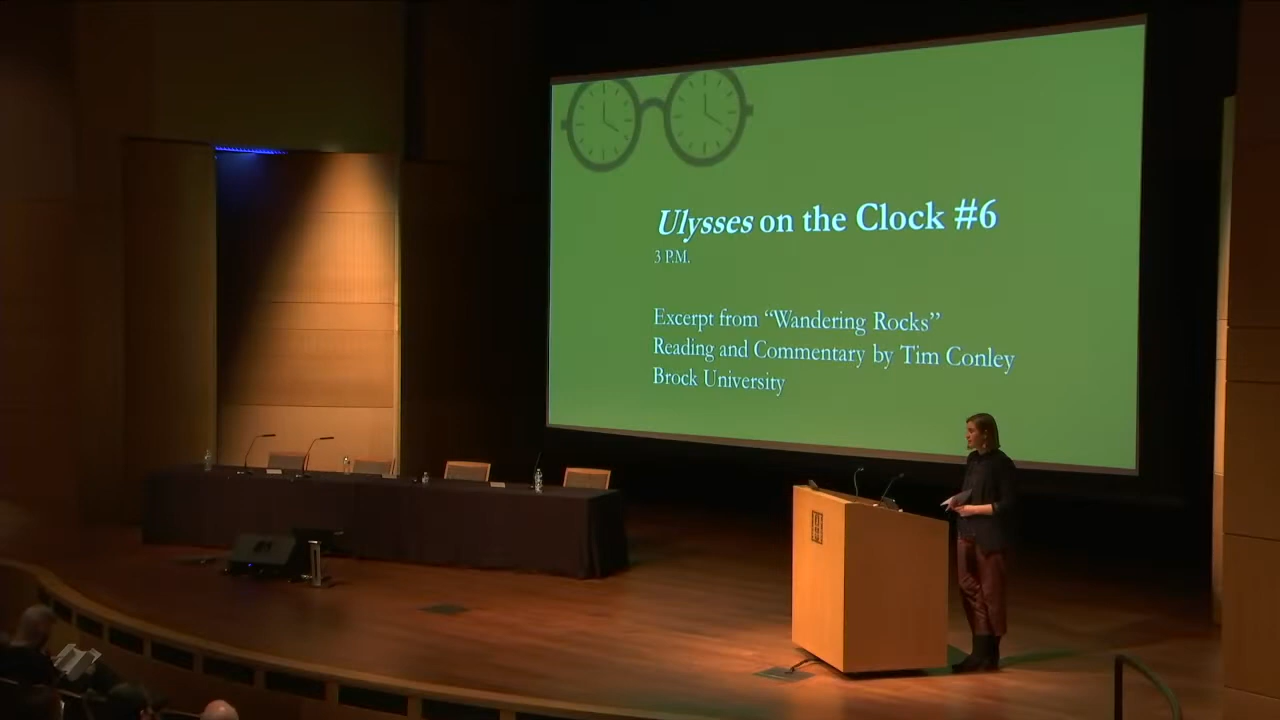 Ulysses on the Clock #6
3 P.M.
Excerpt from “Wandering Rocks”
Reading and Commentary by Tim Conley
Brock University